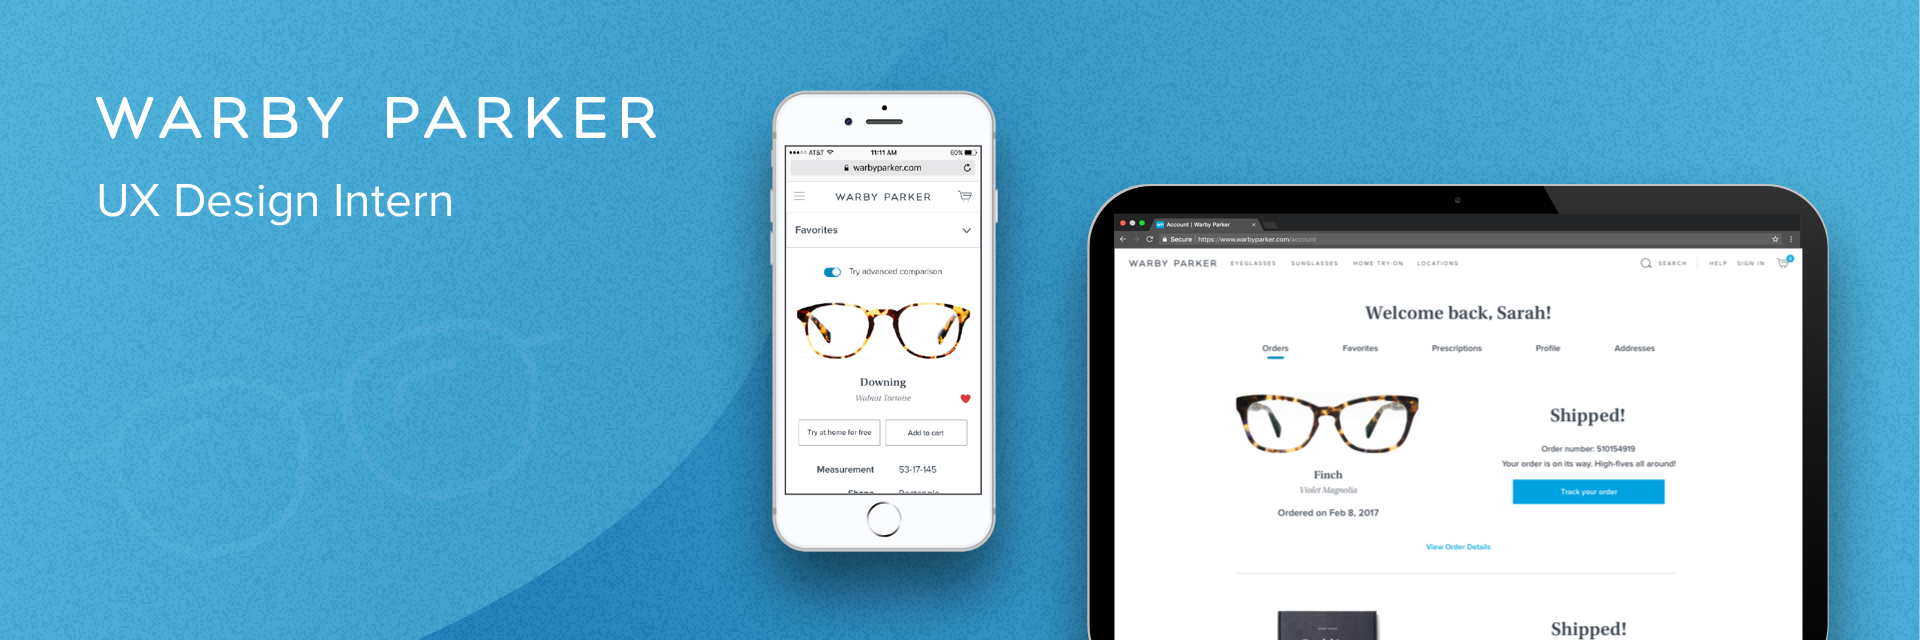 WARBY PARKER
UX Design Intern
AT&T 11:11 AM 60%
warbyparker.com
WARBY PARKER
Favorites
Try advanced comparison
Downing
Walnut Tortoise
Try at home for free Add to cart
Measurement 53-17-145
Shape Rectangle
WP Account | Warby Parker
Secure https://www.warbyparker.com/account
WARBY PARKER EYEGLASSES SUNGLASSES HOME TRY-ON LOCATIONS SEARCH HELP SIGN IN
Welcome back, Sarah!
Orders Favorites Prescriptions Profile Addresses
Finch
Violet Magnolia
Ordered on Feb 8, 2017
Shipped!
Order number: 510154919
Your order is on its way. High-fives all around!
Track your order
View Order Details
Shipped!